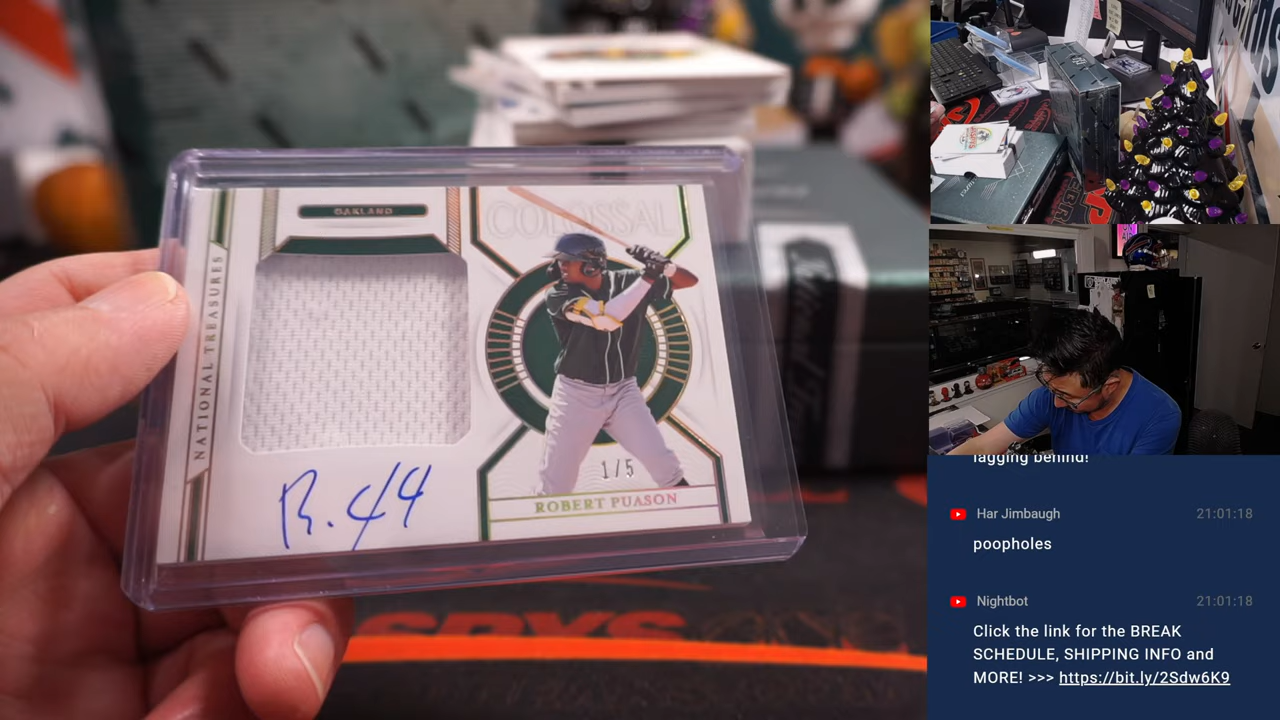 OAKLAND
COLOSSAL
NATIONAL TREASURES
R. 44
1/5
ROBERT PUASON
lagging behind!
Har Jimbaugh 21:01:18
poopholes
Nightbot 21:01:18
Click the link for the BREAK
SCHEDULE, SHIPPING INFO and
MORE! >>> https://bit.ly/2Sdw6K9